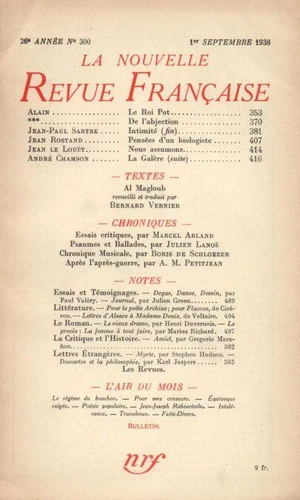 26e ANNÉE No 300 1er SEPTEMBRE 1938
LA NOUVELLE
REVUE FRANÇAISE
ALAIN Le Roi Pot 353
*** De l'abjection 370
JEAN-PAUL SARTRE Intimité (fin) 381
JEAN ROSTAND Pensées d'un biologiste 407
JEAN LE LOUËT Nous assumons 414
ANDRÉ CHAMSON La Galère (suite) 416
— TEXTES —
Al Magloub
recueilli et traduit par
BERNARD VERNIER
— CHRONIQUES —
Essais critiques, par MARCEL ARLAND
Psaumes et Ballades, par JULIEN LANOË
Chronique Musicale, par BORIS DE SCHLOEZER
Après l'après-guerre, par A. M. PETITJEAN
— NOTES —
Essais et Témoignages. — Degas, Danse, Dessin, par
Paul Valéry. — Journal, par Julien Green 489
Littérature. — Pour le poète Archias; pour Flaccus, de Cicé-
ron. — Lettres d'Alsace à Madame Denis, de Voltaire. 494
Le Roman. — Le vieux drame, par Henri Duvernois. — Le
procès; La femme à tout faire, par Marius Richard. 497
La Critique et l'Histoire. — Amiel, par Gregorio Mara-
ñon. 502
Lettres Étrangères. — Myrte, par Stephen Hudson. —
Descartes et la philosophie, par Karl Jaspers 505
Les Revues.
— L'AIR DU MOIS —
Le régime du bouchon. — Pour mes censeurs. — Équivoque
exigée. — Poésie populaire. — Jean-Joseph Rabearivelo. — Intolé-
rance. — Truculence. — Faits-Divers.
BULLETIN.
nrf
9 fr.